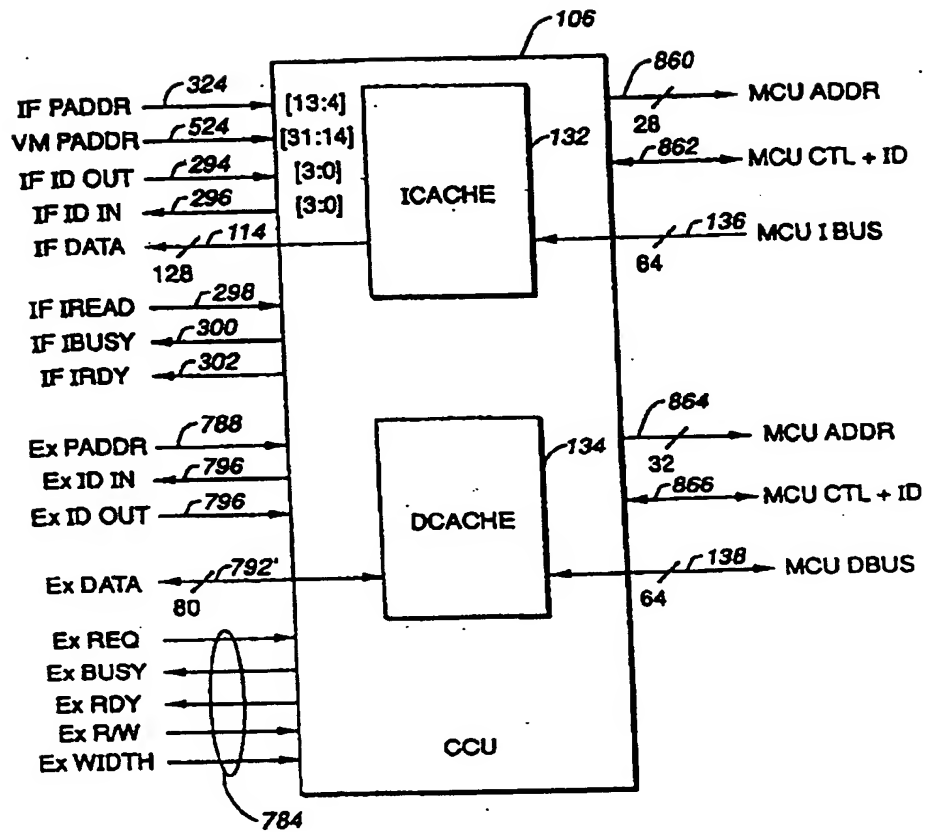 106
IF PADDR 324 [13:4] 860 MCU ADDR
28
VM PADDR 524 [31:14] 132
IF ID OUT 294 [3:0] 862 MCU CTL + ID
IF ID IN 296 [3:0] ICACHE
IF DATA 114 136 MCU I BUS
128 64
IF IREAD 298
IF IBUSY 300
IF IRDY 302
864 MCU ADDR
32
Ex PADDR 788 134
Ex ID IN 796 866 MCU CTL + ID
Ex ID OUT 796 DCACHE
Ex DATA 792' 138 MCU DBUS
80 64
Ex REQ
Ex BUSY
Ex RDY
Ex R/W
Ex WIDTH CCU
784